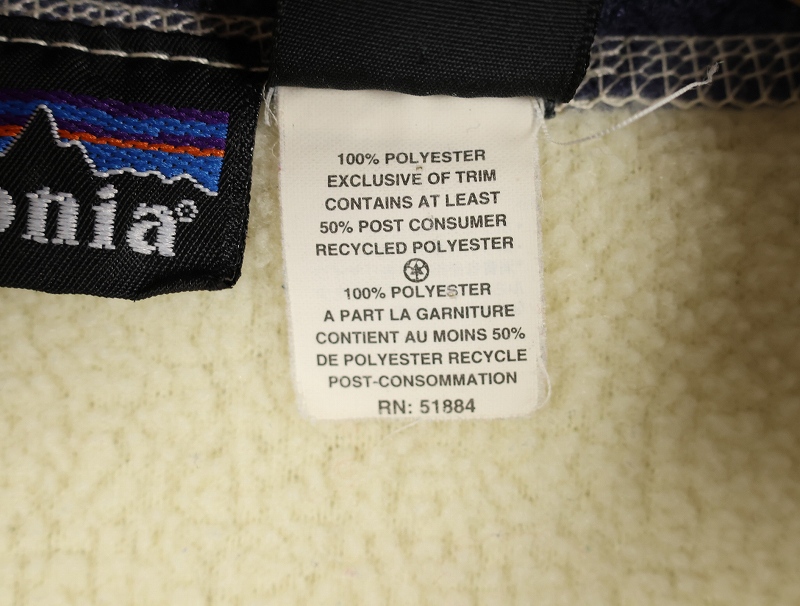 onia®
100% POLYESTER
EXCLUSIVE OF TRIM
CONTAINS AT LEAST
50% POST CONSUMER
RECYCLED POLYESTER
100% POLYESTER
A PART LA GARNITURE
CONTIENT AU MOINS 50%
DE POLYESTER RECYCLE
POST-CONSOMMATION
RN: 51884